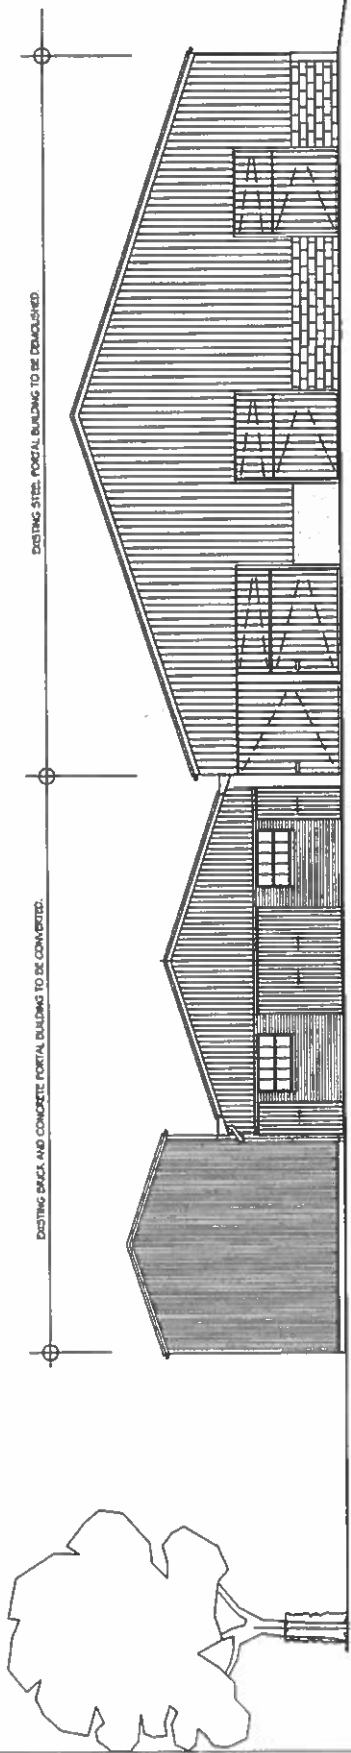 EXISTING BRICK AND CONCRETE PORTAL BUILDING TO BE CONVERTED.
EXISTING STEEL PORTAL BUILDING TO BE DEMOLISHED.